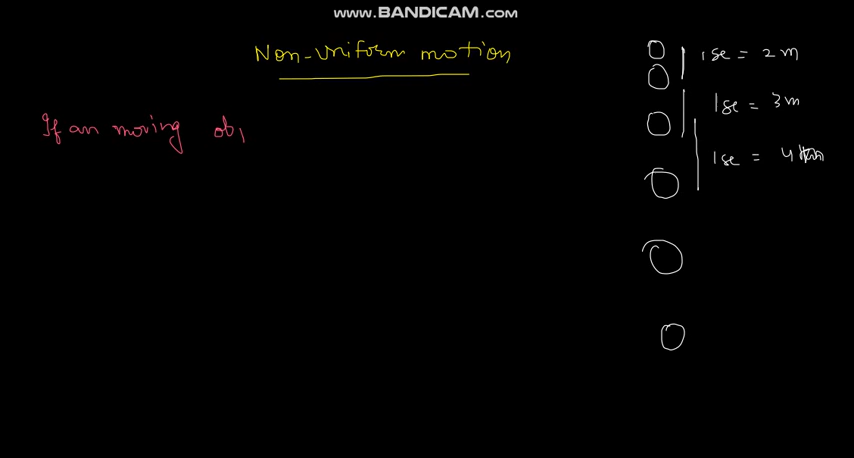 www.BANDICAM.com
Non-uniform motion
1se = 2m
1se = 3m
If an moving ob
1se = 4